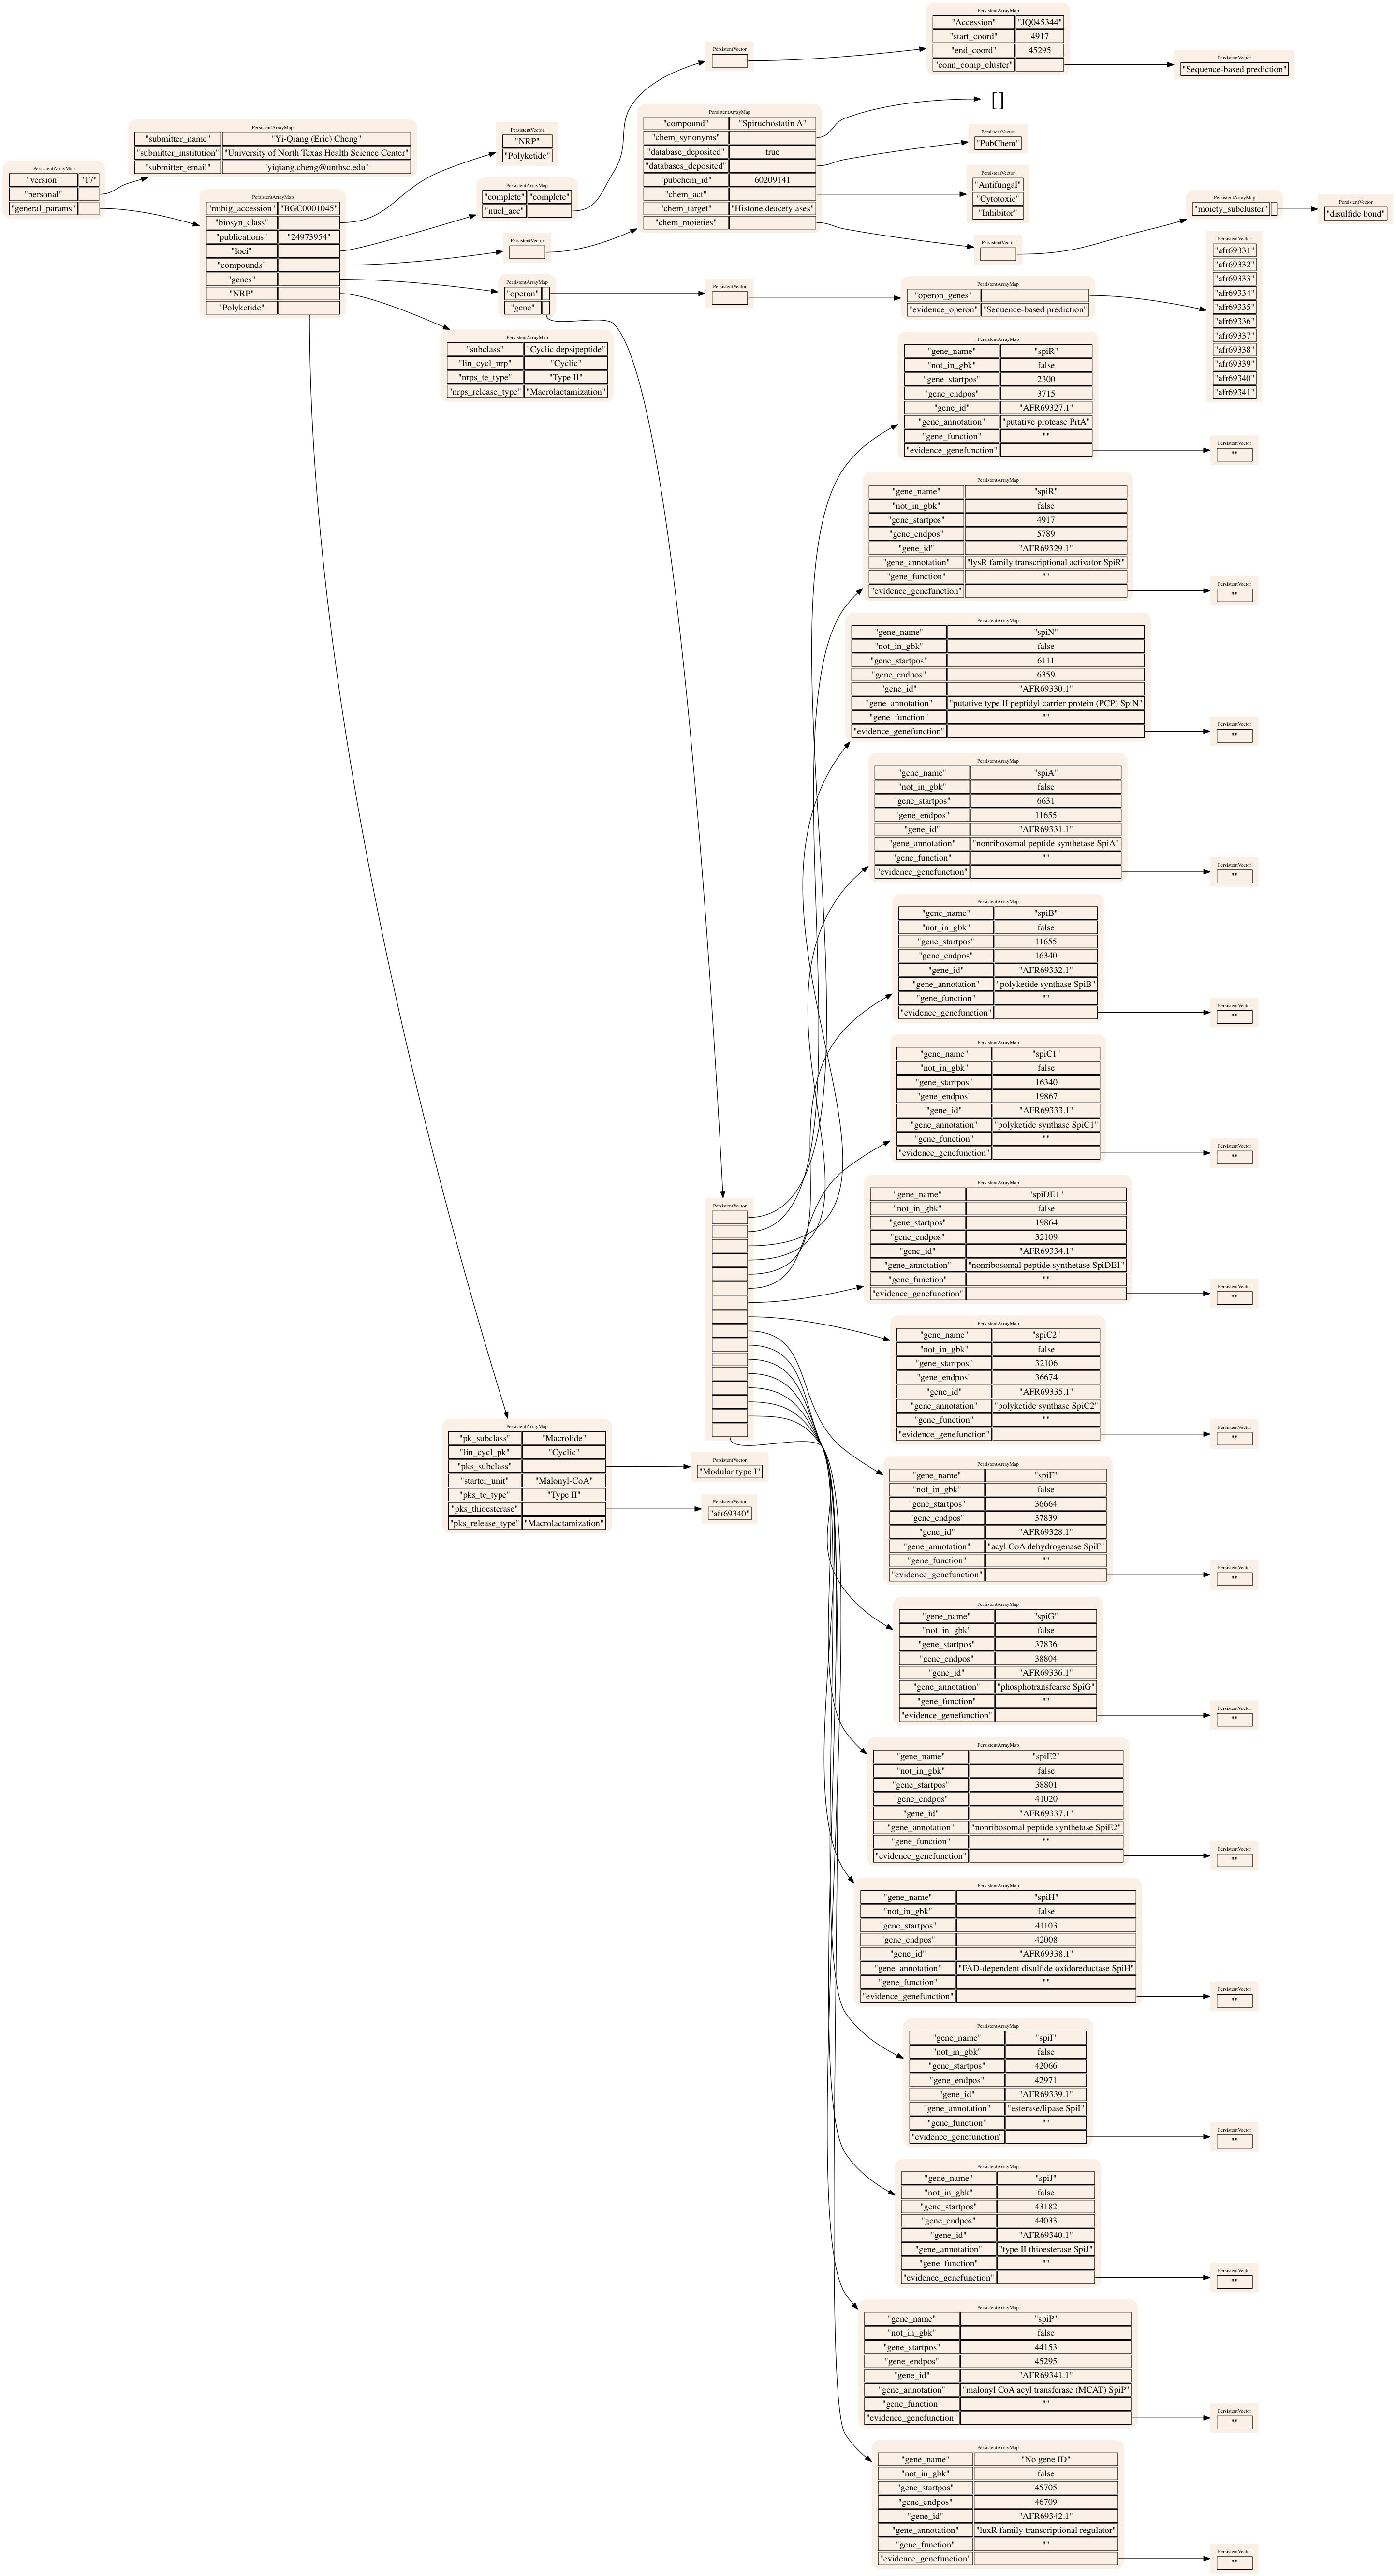 PersistentArrayMap
"version" "17"
"personal"
"general_params"
PersistentArrayMap
"submitter_name" "Yi-Qiang (Eric) Cheng"
"submitter_institution" "University of North Texas Health Science Center"
"submitter_email" "yiqiang.cheng@unthsc.edu"
PersistentArrayMap
"mibig_accession" "BGC0001045"
"biosyn_class"
"publications" "24973954"
"loci"
"compounds"
"genes"
"NRP"
"Polyketide"
PersistentVector
"NRP"
"Polyketide"
PersistentArrayMap
"complete" "complete"
"nucl_acc"
PersistentVector
PersistentArrayMap
"operon"
"gene"
PersistentArrayMap
"subclass" "Cyclic depsipeptide"
"lin_cycl_nrp" "Cyclic"
"nrps_te_type" "Type II"
"nrps_release_type" "Macrolactamization"
PersistentArrayMap
"pk_subclass" "Macrolide"
"lin_cycl_pk" "Cyclic"
"pks_subclass"
"starter_unit" "Malonyl-CoA"
"pks_te_type" "Type II"
"pks_thioesterase"
"pks_release_type" "Macrolactamization"
PersistentVector
PersistentArrayMap
"compound" "Spiruchostatin A"
"chem_synonyms"
"database_deposited" true
"databases_deposited"
"pubchem_id" 60209141
"chem_act"
"chem_target" "Histone deacetylases"
"chem_moieties"
PersistentVector
PersistentVector
PersistentVector
"Modular type I"
PersistentVector
"afr69340"
PersistentArrayMap
"Accession" "JQ045344"
"start_coord" 4917
"end_coord" 45295
"conn_comp_cluster"
PersistentVector
"Sequence-based prediction"
[]
PersistentVector
"PubChem"
PersistentVector
"Antifungal"
"Cytotoxic"
"Inhibitor"
PersistentVector
PersistentArrayMap
"moiety_subcluster"
PersistentVector
"disulfide bond"
PersistentArrayMap
"operon_genes"
"evidence_operon" "Sequence-based prediction"
PersistentVector
"afr69331"
"afr69332"
"afr69333"
"afr69334"
"afr69335"
"afr69336"
"afr69337"
"afr69338"
"afr69339"
"afr69340"
"afr69341"
PersistentArrayMap
"gene_name" "spiR"
"not_in_gbk" false
"gene_startpos" 2300
"gene_endpos" 3715
"gene_id" "AFR69327.1"
"gene_annotation" "putative protease PrtA"
"gene_function" ""
"evidence_genefunction"
PersistentVector
""
PersistentArrayMap
"gene_name" "spiR"
"not_in_gbk" false
"gene_startpos" 4917
"gene_endpos" 5789
"gene_id" "AFR69329.1"
"gene_annotation" "lysR family transcriptional activator SpiR"
"gene_function" ""
"evidence_genefunction"
PersistentVector
""
PersistentArrayMap
"gene_name" "spiN"
"not_in_gbk" false
"gene_startpos" 6111
"gene_endpos" 6359
"gene_id" "AFR69330.1"
"gene_annotation" "putative type II peptidyl carrier protein (PCP) SpiN"
"gene_function" ""
"evidence_genefunction"
PersistentVector
""
PersistentArrayMap
"gene_name" "spiA"
"not_in_gbk" false
"gene_startpos" 6631
"gene_endpos" 11655
"gene_id" "AFR69331.1"
"gene_annotation" "nonribosomal peptide synthetase SpiA"
"gene_function" ""
"evidence_genefunction"
PersistentVector
""
PersistentArrayMap
"gene_name" "spiB"
"not_in_gbk" false
"gene_startpos" 11655
"gene_endpos" 16340
"gene_id" "AFR69332.1"
"gene_annotation" "polyketide synthase SpiB"
"gene_function" ""
"evidence_genefunction"
PersistentVector
""
PersistentArrayMap
"gene_name" "spiC1"
"not_in_gbk" false
"gene_startpos" 16340
"gene_endpos" 19867
"gene_id" "AFR69333.1"
"gene_annotation" "polyketide synthase SpiC1"
"gene_function" ""
"evidence_genefunction"
PersistentVector
""
PersistentArrayMap
"gene_name" "spiDE1"
"not_in_gbk" false
"gene_startpos" 19864
"gene_endpos" 32109
"gene_id" "AFR69334.1"
"gene_annotation" "nonribosomal peptide synthetase SpiDE1"
"gene_function" ""
"evidence_genefunction"
PersistentVector
""
PersistentArrayMap
"gene_name" "spiC2"
"not_in_gbk" false
"gene_startpos" 32106
"gene_endpos" 36674
"gene_id" "AFR69335.1"
"gene_annotation" "polyketide synthase SpiC2"
"gene_function" ""
"evidence_genefunction"
PersistentVector
""
PersistentArrayMap
"gene_name" "spiF"
"not_in_gbk" false
"gene_startpos" 36664
"gene_endpos" 37839
"gene_id" "AFR69328.1"
"gene_annotation" "acyl CoA dehydrogenase SpiF"
"gene_function" ""
"evidence_genefunction"
PersistentVector
""
PersistentArrayMap
"gene_name" "spiG"
"not_in_gbk" false
"gene_startpos" 37836
"gene_endpos" 38804
"gene_id" "AFR69336.1"
"gene_annotation" "phosphotransfearse SpiG"
"gene_function" ""
"evidence_genefunction"
PersistentVector
""
PersistentArrayMap
"gene_name" "spiE2"
"not_in_gbk" false
"gene_startpos" 38801
"gene_endpos" 41020
"gene_id" "AFR69337.1"
"gene_annotation" "nonribosomal peptide synthetase SpiE2"
"gene_function" ""
"evidence_genefunction"
PersistentVector
""
PersistentArrayMap
"gene_name" "spiH"
"not_in_gbk" false
"gene_startpos" 41103
"gene_endpos" 42008
"gene_id" "AFR69338.1"
"gene_annotation" "FAD-dependent disulfide oxidoreductase SpiH"
"gene_function" ""
"evidence_genefunction"
PersistentVector
""
PersistentArrayMap
"gene_name" "spiI"
"not_in_gbk" false
"gene_startpos" 42066
"gene_endpos" 42971
"gene_id" "AFR69339.1"
"gene_annotation" "esterase/lipase SpiI"
"gene_function" ""
"evidence_genefunction"
PersistentVector
""
PersistentArrayMap
"gene_name" "spiJ"
"not_in_gbk" false
"gene_startpos" 43182
"gene_endpos" 44033
"gene_id" "AFR69340.1"
"gene_annotation" "type II thioesterase SpiJ"
"gene_function" ""
"evidence_genefunction"
PersistentVector
""
PersistentArrayMap
"gene_name" "spiP"
"not_in_gbk" false
"gene_startpos" 44153
"gene_endpos" 45295
"gene_id" "AFR69341.1"
"gene_annotation" "malonyl CoA acyl transferase (MCAT) SpiP"
"gene_function" ""
"evidence_genefunction"
PersistentVector
""
PersistentArrayMap
"gene_name" "No gene ID"
"not_in_gbk" false
"gene_startpos" 45705
"gene_endpos" 46709
"gene_id" "AFR69342.1"
"gene_annotation" "luxR family transcriptional regulator"
"gene_function" ""
"evidence_genefunction"
PersistentVector
""